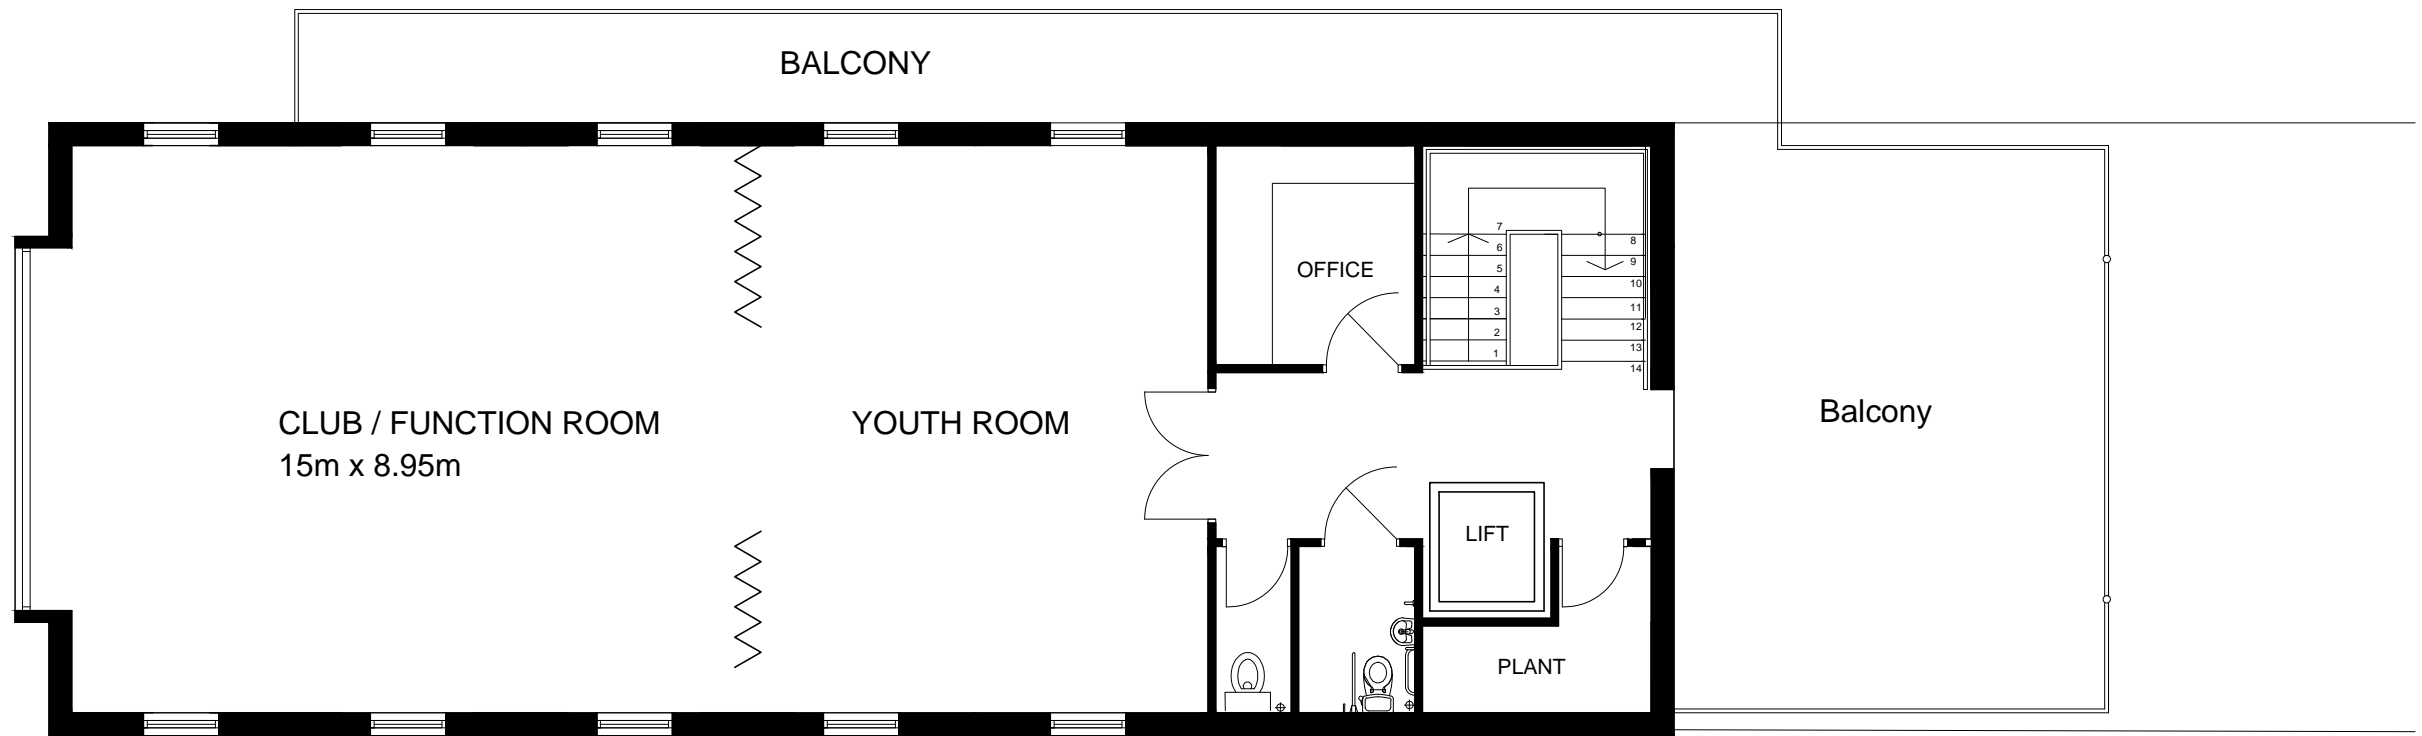 BALCONY
7
8
6
9
OFFICE
5
10
4
3
11
2
12
1
13
14
CLUB / FUNCTION ROOM
15m x 8.95m
YOUTH ROOM
Balcony
LIFT
PLANT